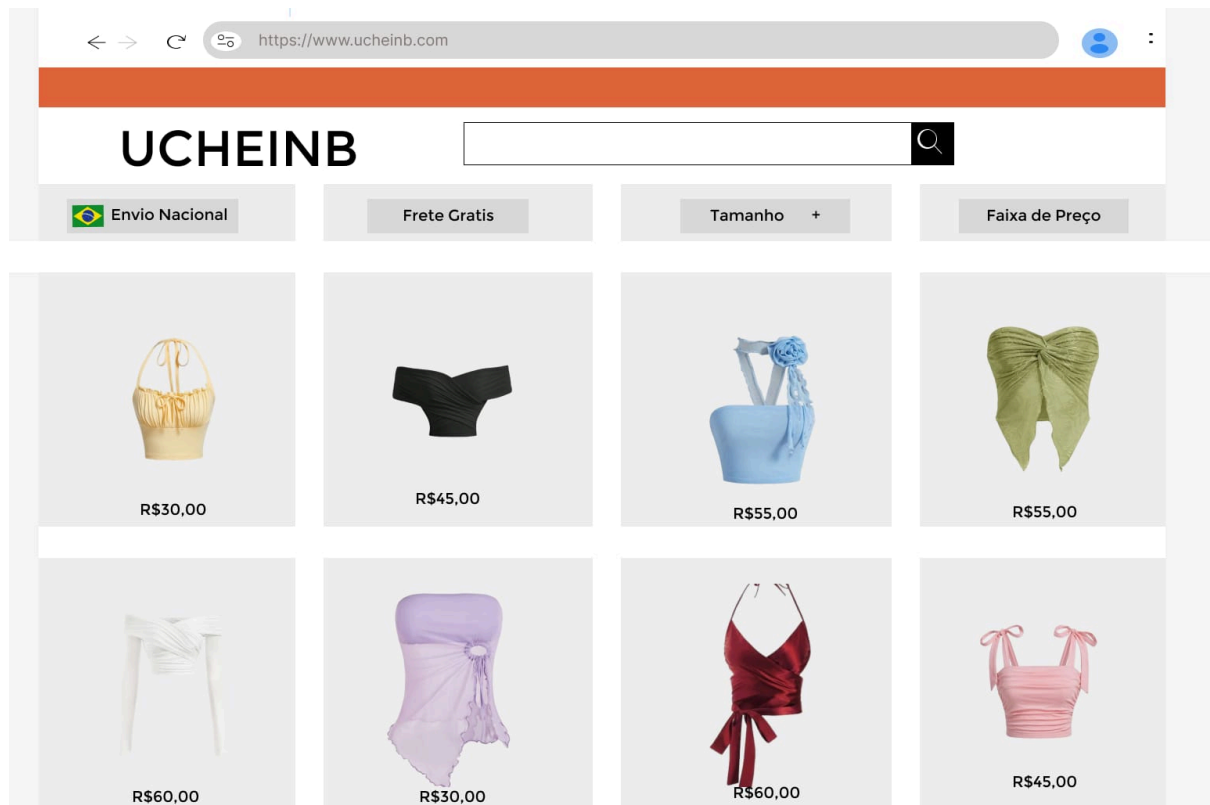 https://www.ucheinb.com
UCHEINB
Envio Nacional
Frete Gratis
Tamanho +
Faixa de Preço
R$30,00
R$45,00
R$55,00
R$55,00
R$60,00
R$30,00
R$60,00
R$45,00